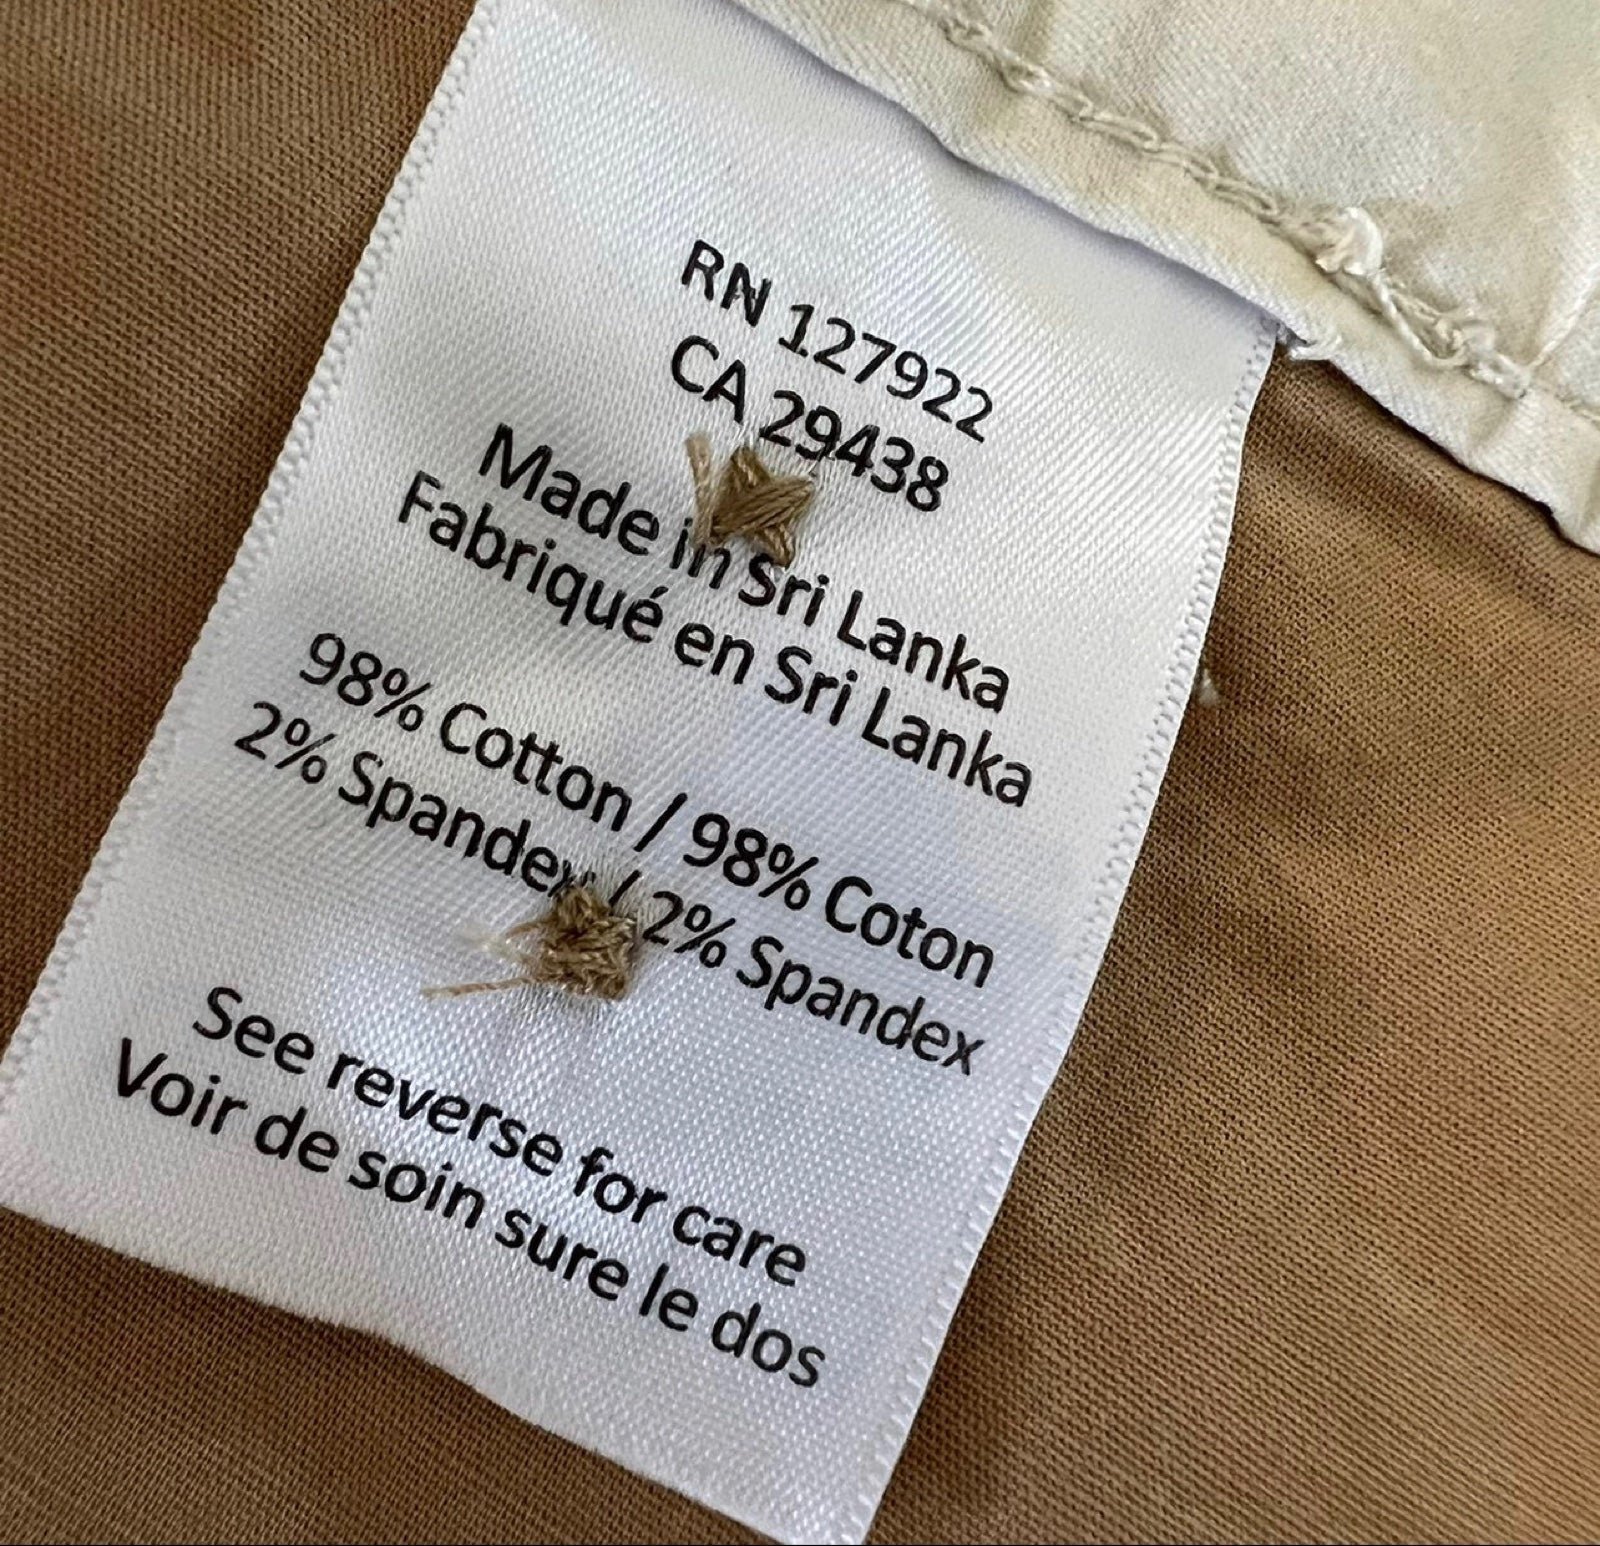 RN 127922
CA 29438
Made in Sri Lanka
Fabriqué en Sri Lanka
98% Cotton / 98% Coton
2% Spandex / 2% Spandex
See reverse for care
Voir de soin sure le dos